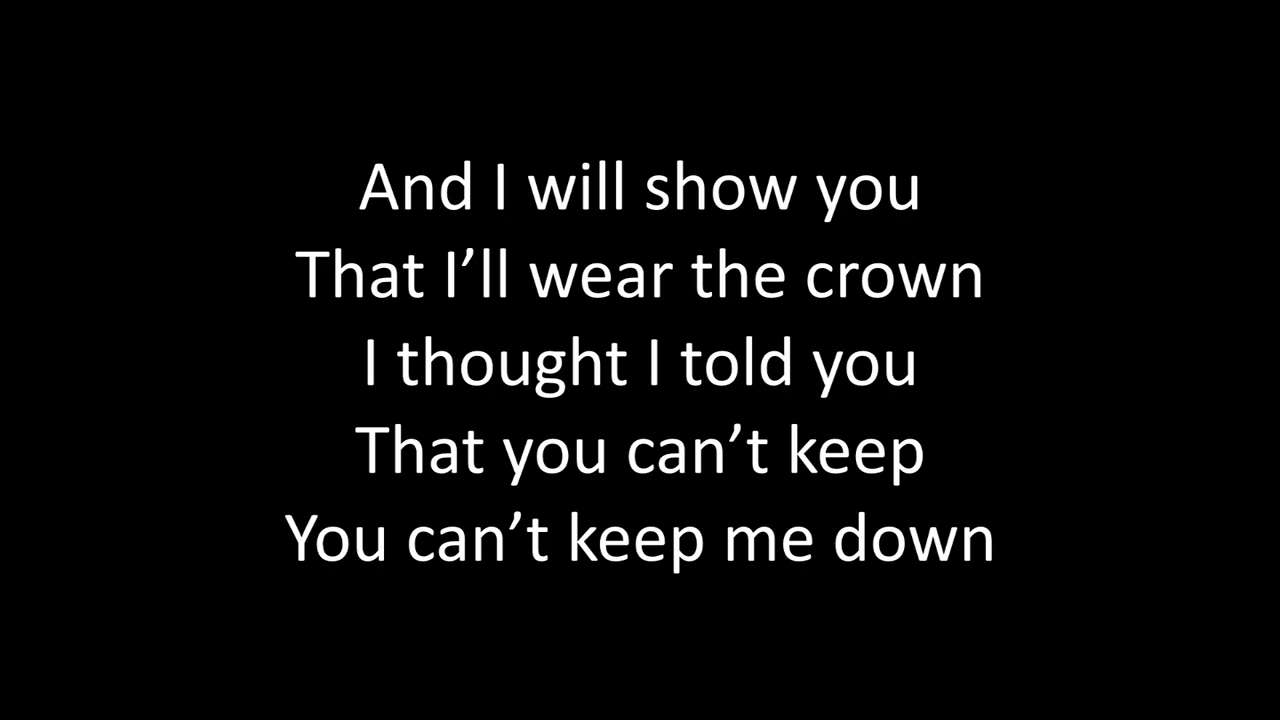 And I will show you
That I’ll wear the crown
I thought I told you
That you can’t keep
You can’t keep me down